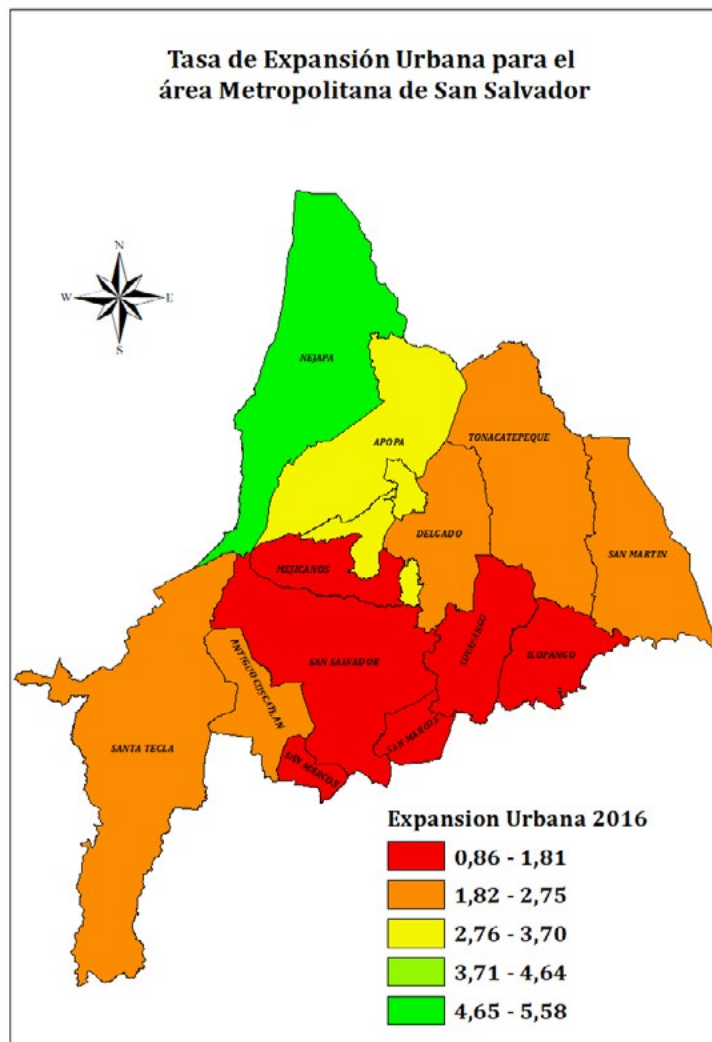 Tasa de Expansión Urbana para el
área Metropolitana de San Salvador
N
W E
S
NEJAPA
APOPA
TONACATEPEQUE
DELGADO
SAN MARTIN
MEJICANOS
SOYAPANGO
ILOPANGO
SAN SALVADOR
ANTIGUO CUSCATLAN
SAN MARCOS
SANTA TECLA
SAN MARCOS
Expansion Urbana 2016
0,86 - 1,81
1,82 - 2,75
2,76 - 3,70
3,71 - 4,64
4,65 - 5,58